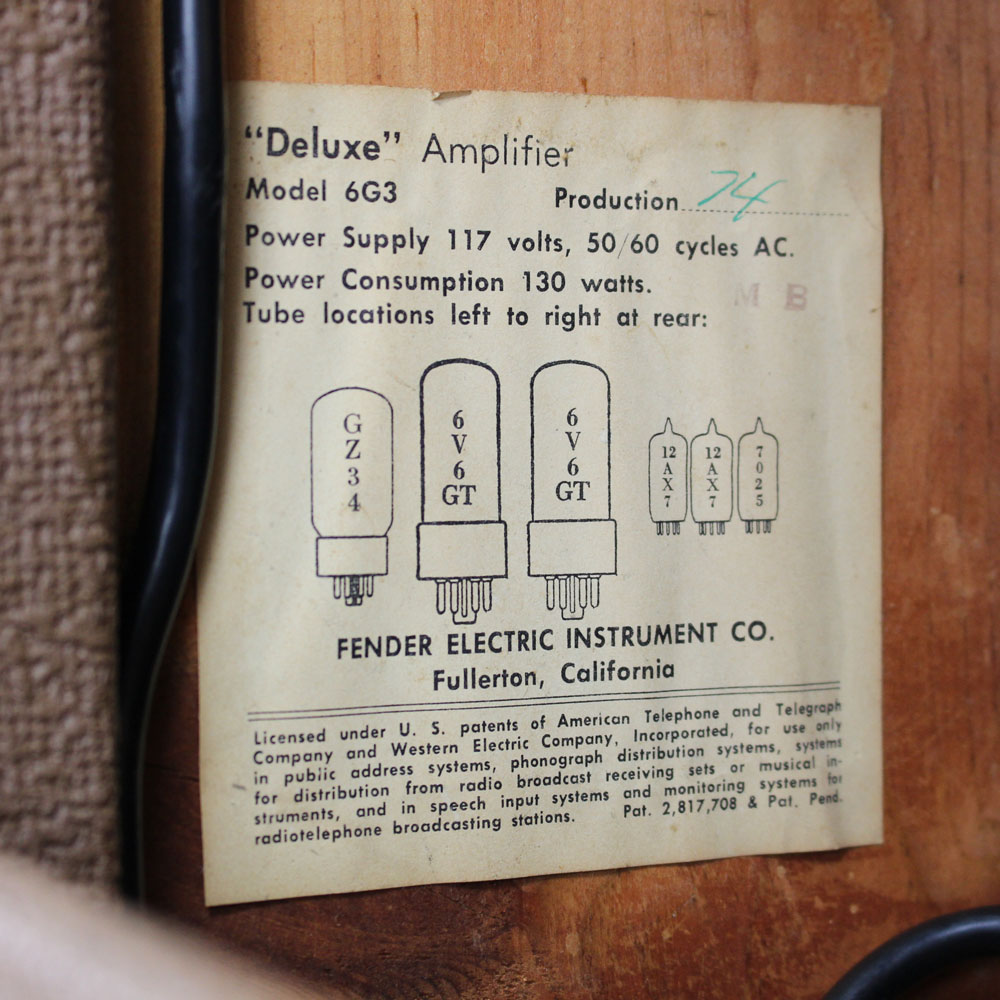 "Deluxe" Amplifier
Model 6G3 Production 74
Power Supply 117 volts, 50/60 cycles AC.
Power Consumption 130 watts.
M B
Tube locations left to right at rear:
GZ34 6V6GT 6V6GT 12AX7 12AX7 7025
FENDER ELECTRIC INSTRUMENT CO.
Fullerton, California
Licensed under U. S. patents of American Telephone and Telegraph
Company and Western Electric Company, Incorporated, for use only
in public address systems, phonograph distribution systems, systems
for distribution from radio broadcast receiving sets or musical in-
struments, and in speech input systems and monitoring systems for
radiotelephone broadcasting stations. Pat. 2,817,708 & Pat. Pend.